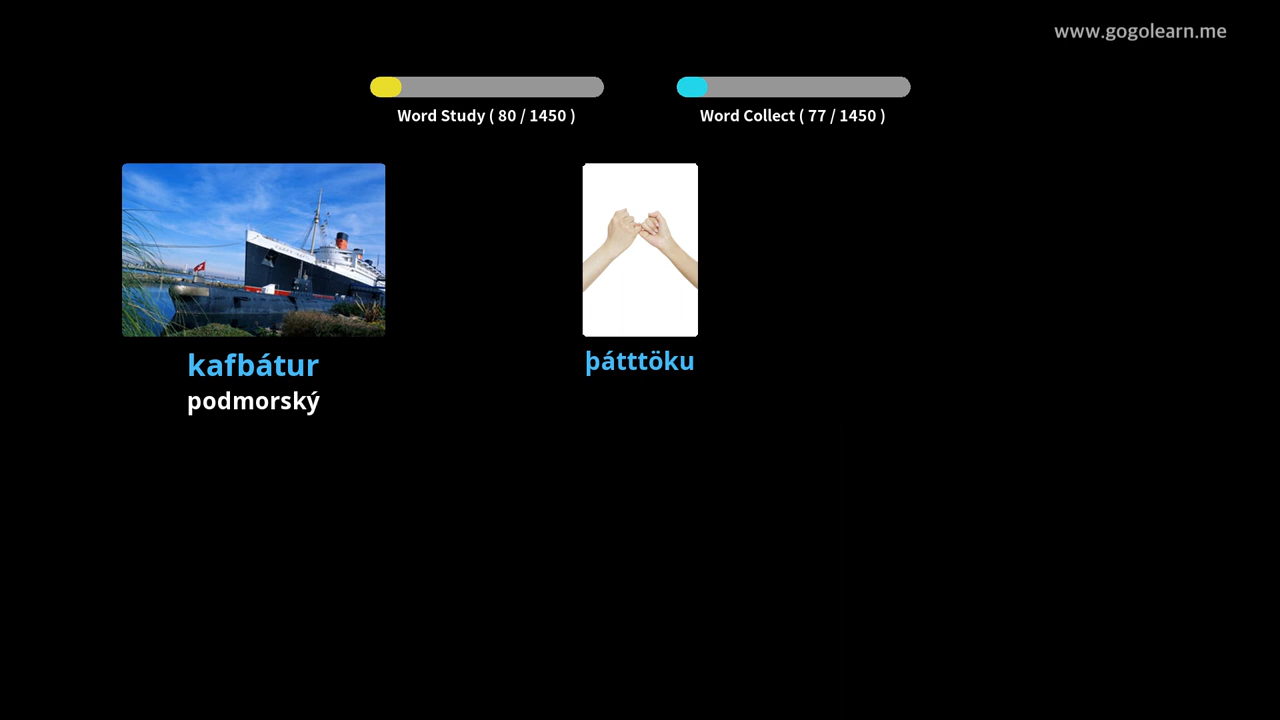 www.gogolearn.me
Word Study ( 80 / 1450 )
Word Collect ( 77 / 1450 )
kafbátur
podmorský
þátttöku